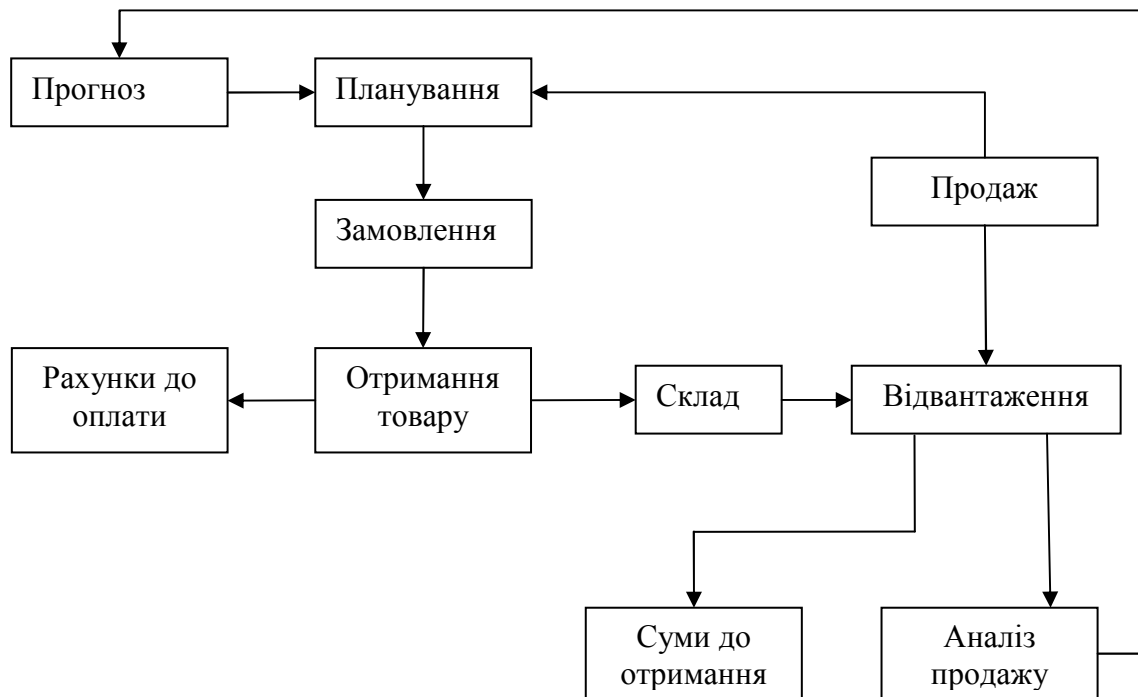 Прогноз
Планування
Продаж
Замовлення
Рахунки до
оплати
Отримання
товару
Склад
Відвантаження
Суми до
отримання
Аналіз
продажу